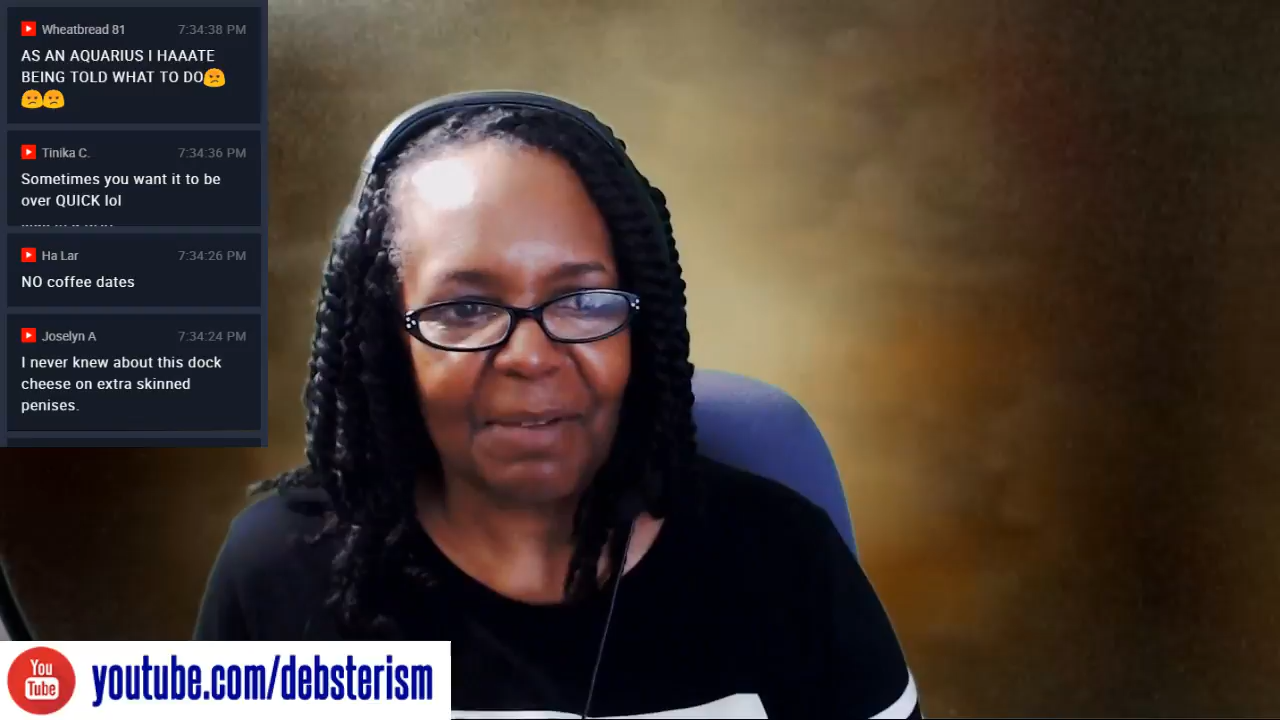 Wheatbread 81 7:34:38 PM
AS AN AQUARIUS I HAAATE
BEING TOLD WHAT TO DO😠
😠😠
Tinika C. 7:34:36 PM
Sometimes you want it to be
over QUICK lol
Ha Lar 7:34:26 PM
NO coffee dates
Joselyn A 7:34:24 PM
I never knew about this dock
cheese on extra skinned
penises.
You
Tube
youtube.com/debsterism